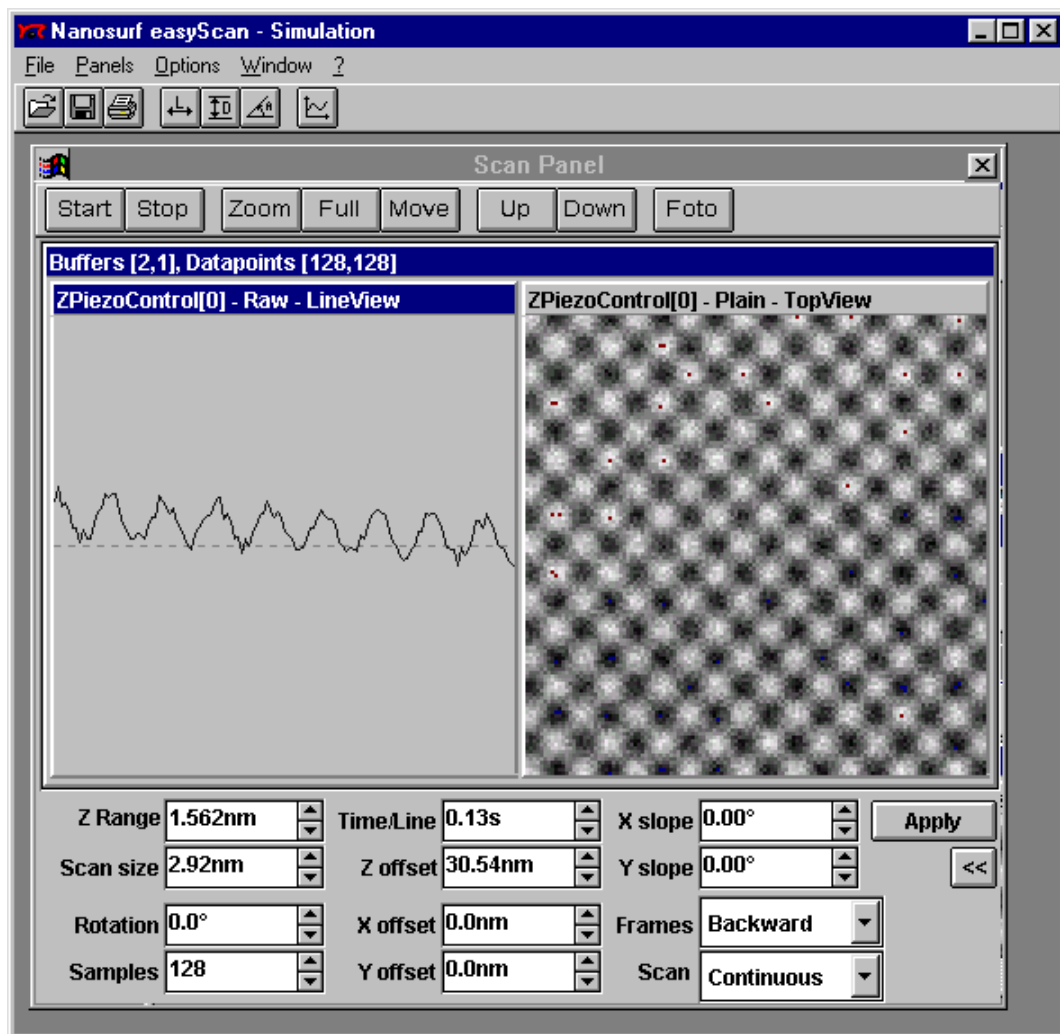 Nanosurf easyScan - Simulation
File Panels Options Window ?
L D A
Scan Panel
Start Stop Zoom Full Move Up Down Foto
Buffers [2,1], Datapoints [128,128]
ZPiezoControl[0] - Raw - LineView ZPiezoControl[0] - Plain - TopView
Z Range 1.562nm Time/Line 0.13s X slope 0.00° Apply
Scan size 2.92nm Z offset 30.54nm Y slope 0.00° <<
Rotation 0.0° X offset 0.0nm Frames Backward
Samples 128 Y offset 0.0nm Scan Continuous